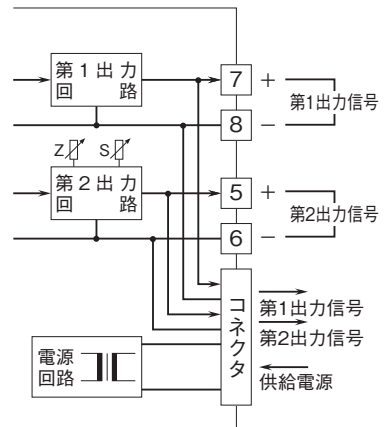 第1出力
回路
7
+
第1出力信号
8
−
Z
S
第2出力
回路
5
+
第2出力信号
6
−
コネクタ
第1出力信号
第2出力信号
供給電源
電源
回路